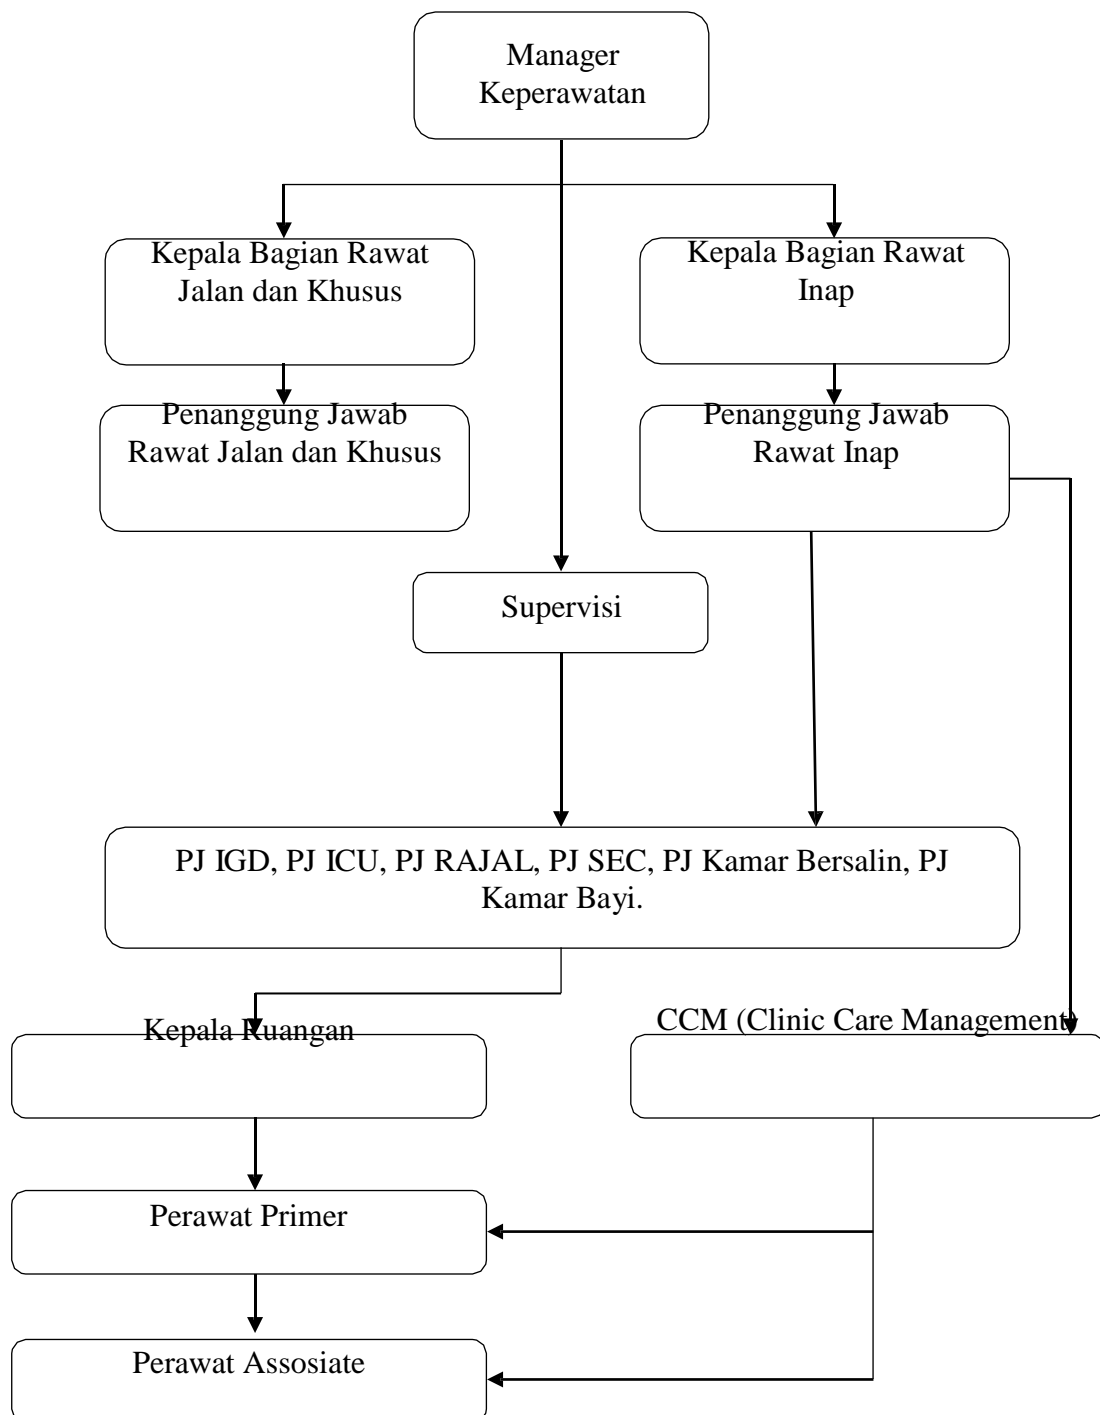 Manager
Keperawatan
Kepala Bagian Rawat
Jalan dan Khusus
Kepala Bagian Rawat
Inap
Penanggung Jawab
Rawat Jalan dan Khusus
Penanggung Jawab
Rawat Inap
Supervisi
PJ IGD, PJ ICU, PJ RAJAL, PJ SEC, PJ Kamar Bersalin, PJ
Kamar Bayi.
Kepala Ruangan
CCM (Clinic Care Management)
Perawat Primer
Perawat Assosiate